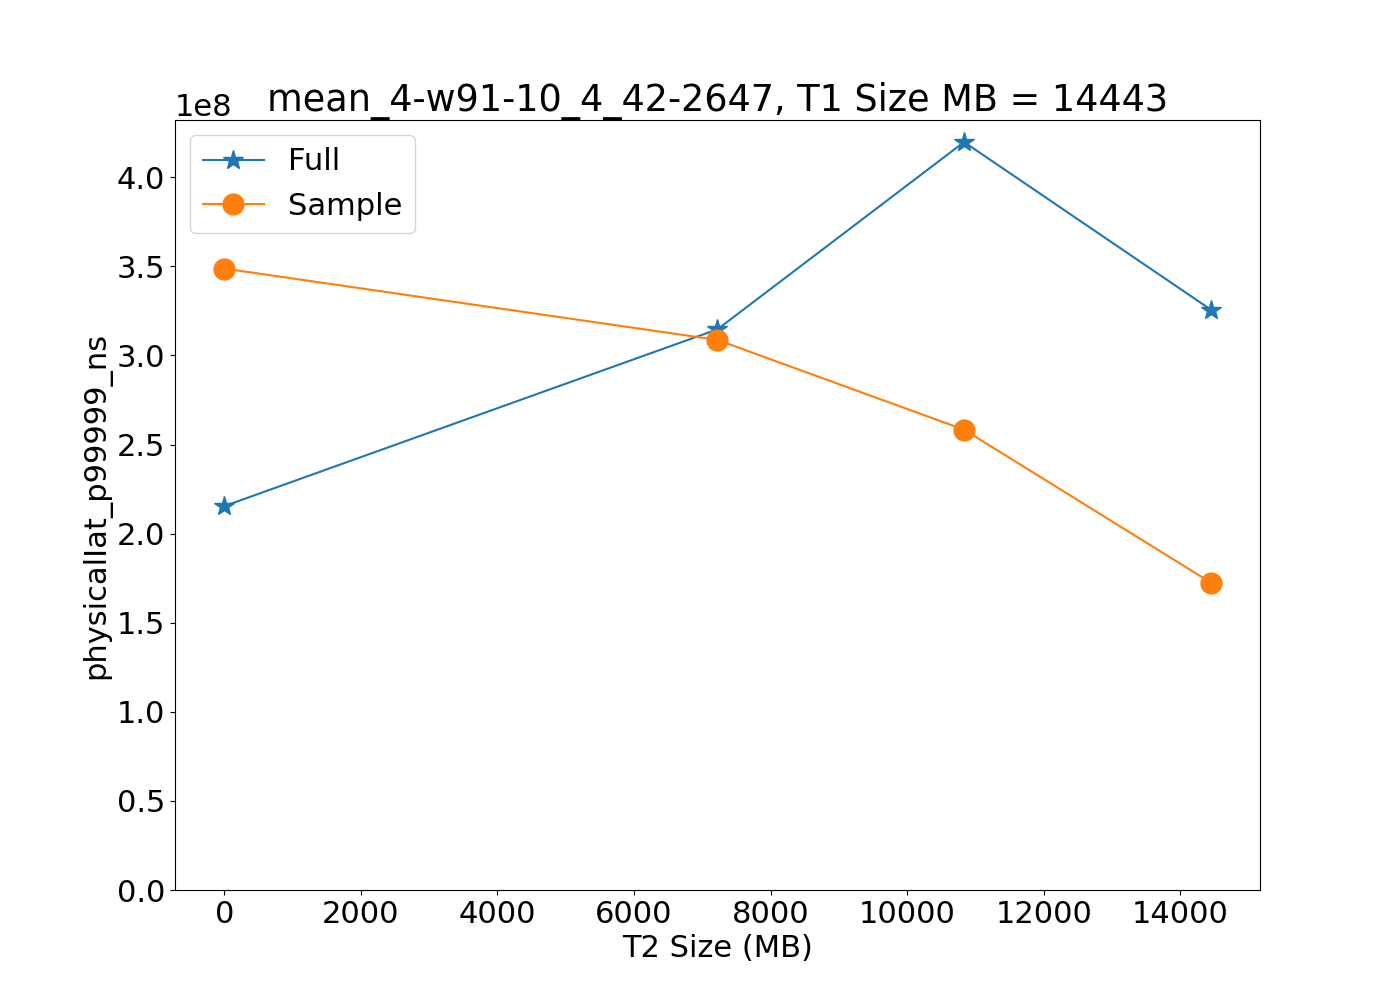 1e8
mean_4-w91-10_4_42-2647, T1 Size MB = 14443
Full
Sample
4.0
3.5
3.0
2.5
2.0
1.5
1.0
0.5
0.0
physicallat_p99999_ns
0 2000 4000 6000 8000 10000 12000 14000
T2 Size (MB)